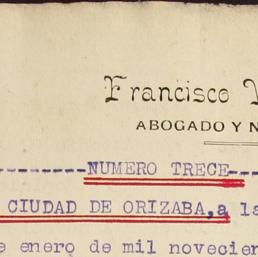 Francisco
ABOGADO Y N
--------NUMERO TRECE---
CIUDAD DE ORIZABA, a la
e enero de mil novecien